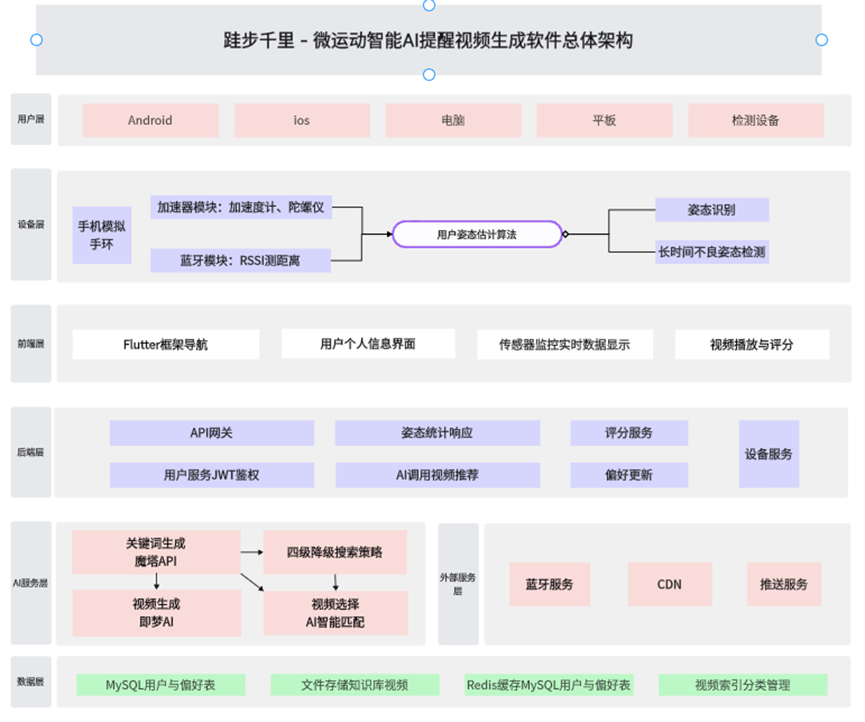 跬步千里 – 微运动智能AI提醒视频生成软件总体架构
用户层
Android
ios
电脑
平板
检测设备
设备层
手机模拟
手环
加速器模块：加速度计、陀螺仪
蓝牙模块：RSSI测距离
用户姿态估计算法
姿态识别
长时间不良姿态检测
前端层
Flutter框架导航
用户个人信息界面
传感器监控实时数据显示
视频播放与评分
后端层
API网关
姿态统计响应
评分服务
设备服务
用户服务JWT鉴权
AI调用视频推荐
偏好更新
AI服务层
关键词生成
魔塔API
四级降级搜索策略
视频生成
即梦AI
视频选择
AI智能匹配
外部服务
层
蓝牙服务
CDN
推送服务
数据层
MySQL用户与偏好表
文件存储知识库视频
Redis缓存MySQL用户与偏好表
视频索引分类管理